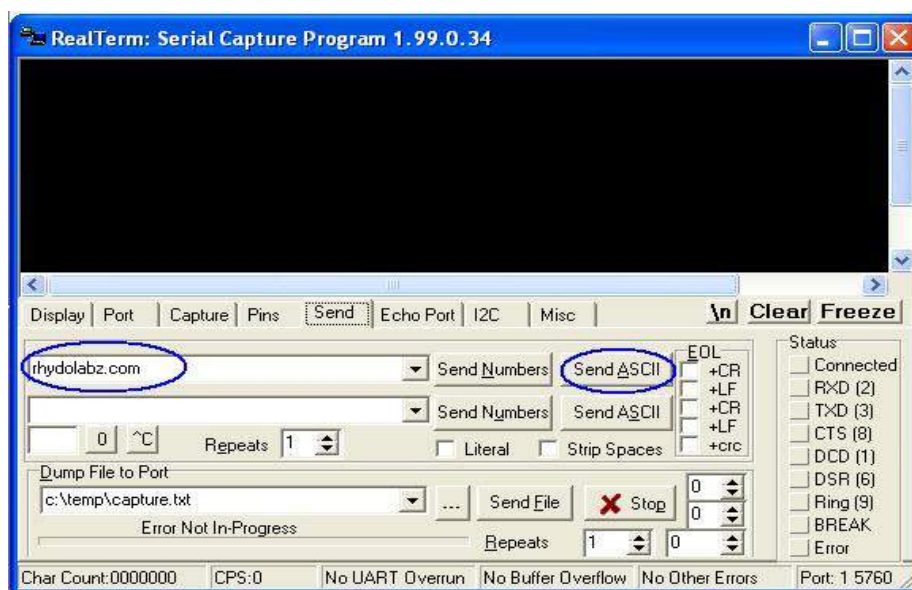 RealTerm: Serial Capture Program 1.99.0.34
Display Port Capture Pins Send Echo Port I2C Misc \n Clear Freeze
rhydolabz.com Send Numbers Send ASCII
Send Numbers Send ASCII
0 ^C Repeats 1 Literal Strip Spaces
EOL
+CR
+LF
+CR
+LF
+crc
Dump File to Port
c:\temp\capture.txt ... Send File Stop 0
0
Error Not In-Progress
Repeats 1 0
Status
Connected
RXD (2)
TXD (3)
CTS (8)
DCD (1)
DSR (6)
Ring (9)
BREAK
Error
Char Count:0000000 CPS:0 No UART Overrun No Buffer Overflow No Other Errors Port: 1 5760